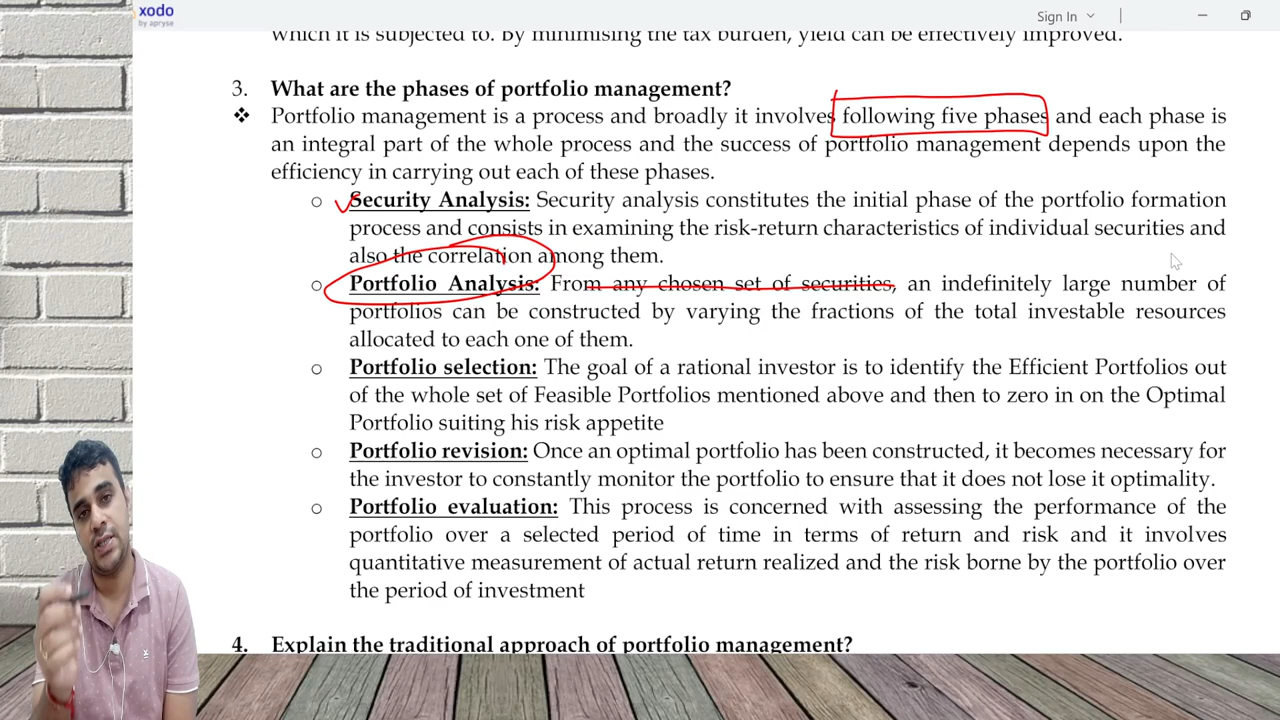 xodo
by apryse
Sign In
which it is subjected to. By minimising the tax burden, yield can be effectively improved.
3. What are the phases of portfolio management?
❖ Portfolio management is a process and broadly it involves following five phases and each phase is
an integral part of the whole process and the success of portfolio management depends upon the
efficiency in carrying out each of these phases.
o Security Analysis: Security analysis constitutes the initial phase of the portfolio formation
process and consists in examining the risk-return characteristics of individual securities and
also the correlation among them.
o Portfolio Analysis: From any chosen set of securities, an indefinitely large number of
portfolios can be constructed by varying the fractions of the total investable resources
allocated to each one of them.
o Portfolio selection: The goal of a rational investor is to identify the Efficient Portfolios out
of the whole set of Feasible Portfolios mentioned above and then to zero in on the Optimal
Portfolio suiting his risk appetite
o Portfolio revision: Once an optimal portfolio has been constructed, it becomes necessary for
the investor to constantly monitor the portfolio to ensure that it does not lose it optimality.
o Portfolio evaluation: This process is concerned with assessing the performance of the
portfolio over a selected period of time in terms of return and risk and it involves
quantitative measurement of actual return realized and the risk borne by the portfolio over
the period of investment
4. Explain the traditional approach of portfolio management?